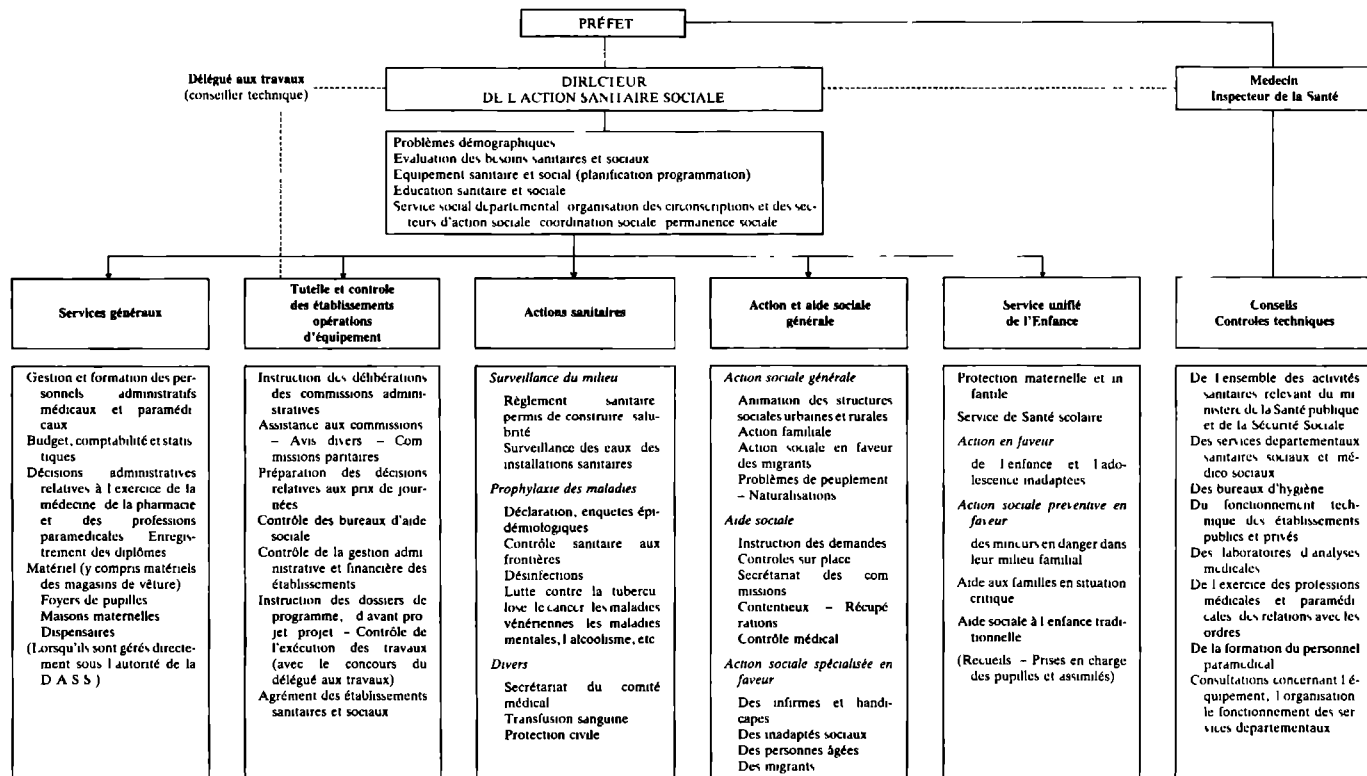 PRÉFET
Délégué aux travaux
(conseiller technique)
DIRECTEUR
DE L'ACTION SANITAIRE SOCIALE
Medecin
Inspecteur de la Santé
Problèmes démographiques
Evaluation des besoins sanitaires et sociaux
Equipement sanitaire et social (planification programmation)
Education sanitaire et sociale
Service social departemental organisation des circonscriptions et des sec-
teurs d'action sociale coordination sociale permanence sociale
Services généraux
Tutelle et controle
des établissements
opérations
d'équipement
Actions sanitaires
Action et aide sociale
générale
Service unifié
de l'Enfance
Conseils
Controles techniques
Gestion et formation des per-
sonnels administratifs
médicaux et paramédi
caux
Budget, comptabilité et statis
tiques
Décisions administratives
relatives à l'exercice de la
médecine de la pharmacie
et des professions
paramedicales Enregis-
trement des diplômes
Matériel (y compris matériels
des magasins de vêture)
Foyers de pupilles
Maisons maternelles
Dispensaires
(Lorsqu'ils sont gérés directe-
ment sous l'autorité de la
D A S S)
Instruction des délibérations
des commissions admini-
stratives
Assistance aux commissions
– Avis divers – Com
missions paritaires
Préparation des décisions
relatives aux prix de jour-
nées
Contrôle des bureaux d'aide
sociale
Contrôle de la gestion admi
nistrative et financière des
établissements
Instruction des dossiers de
programme, d avant pro
jet projet – Contrôle de
l'exécution des travaux
(avec le concours du
délégué aux travaux)
Agrément des établissements
sanitaires et sociaux
Surveillance du milieu
Règlement sanitaire
permis de construire salu-
brité
Surveillance des eaux des
installations sanitaires
Prophylaxie des maladies
Déclaration, enquetes épi-
démiologiques
Contrôle sanitaire aux
frontières
Désinfections
Lutte contre la tubercu
lose le cancer les maladies
vénériennes les maladies
mentales, l alcoolisme, etc
Divers
Secrétariat du comité
médical
Transfusion sanguine
Protection civile
Action sociale générale
Animation des structures
sociales urbaines et rurales
Action familiale
Action sociale en faveur
des migrants
Problèmes de peuplement
– Naturalisations
Aide sociale
Instruction des demandes
Controles sur place
Secrétariat des com
missions
Contentieux – Récupé
rations
Contrôle médical
Action sociale spécialisée en
faveur
Des infirmes et handi-
capes
Des inadaptés sociaux
Des personnes âgées
Des migrants
Protection maternelle et in
fantile
Service de Santé scolaire
Action en faveur
de l enfance et l ado-
lescence inadaptées
Action sociale preventive en
faveur
des mineurs en danger dans
leur milieu familial
Aide aux familles en situation
critique
Aide sociale à l enfance tradi-
tionnelle
(Recueils – Prises en charge
des pupilles et assimilés)
De l ensemble des activités
sanitaires relevant du mi
nistere de la Santé publique
et de la Sécurité Sociale
Des services departementaux
sanitaires sociaux et mé-
dico sociaux
Des bureaux d'hygiène
Du fonctionnement tech-
nique des établissements
publics et privés
Des laboratoires d'analyses
medicales
De l exercice des professions
médicales et paramédi
cales des relations avec les
ordres
De la formation du personnel
paramedical
Consultations concernant l é-
quipement, l organisation
le fonctionnement des ser
vices departementaux